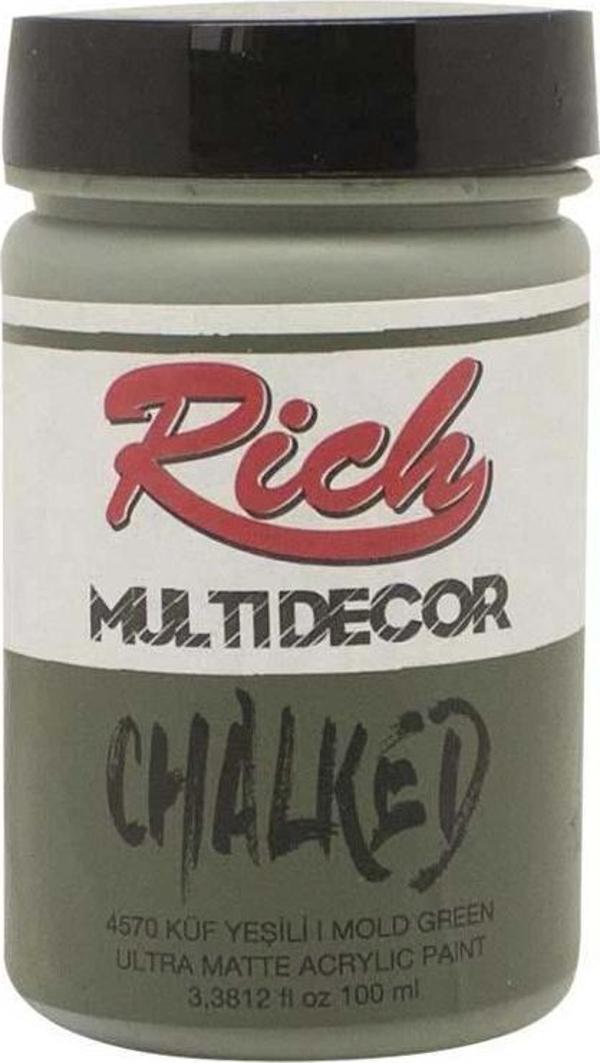 Rich
MULTIDECOR
CHALKED
4570 KÜF YEŞİLİ I MOLD GREEN
ULTRA MATTE ACRYLIC PAINT
3,3812 fl oz 100 ml